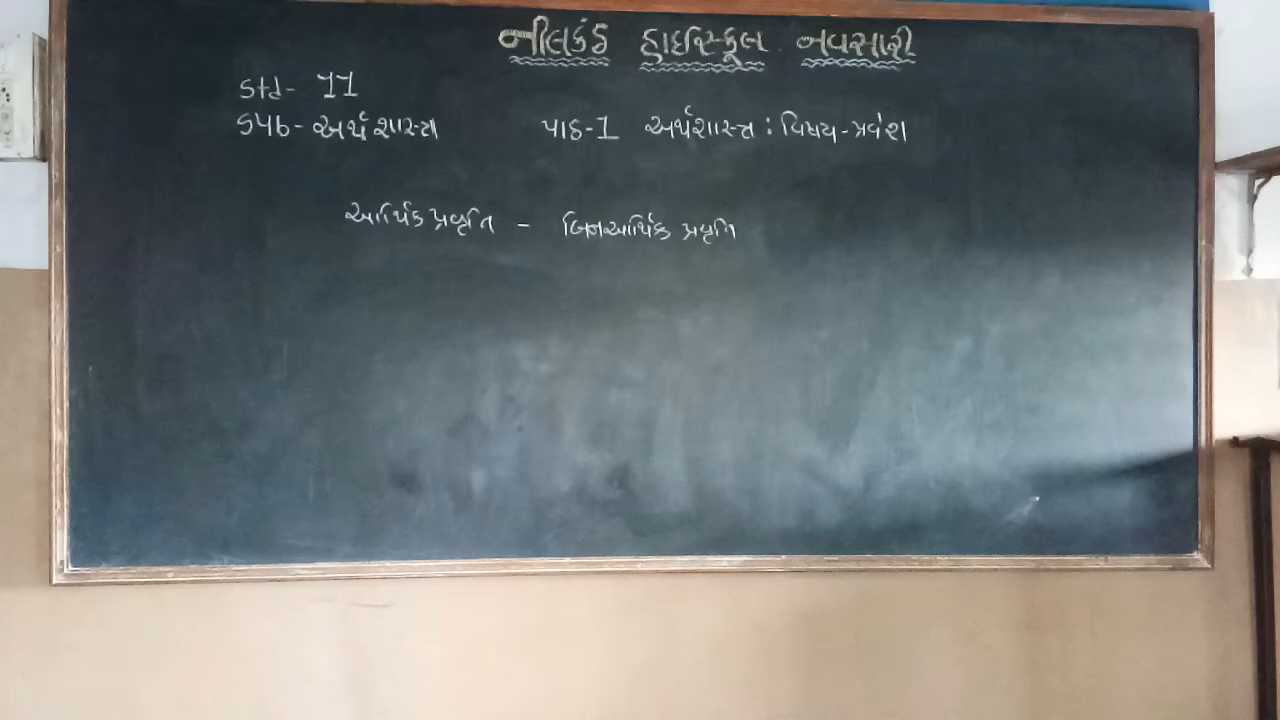 નીલકંઠ હાઈસ્કૂલ નવસારી
Std- 11
SUb- અર્થશાસ્ત્ર પાઠ-1 અર્થશાસ્ત્ર : વિષય-પ્રવેશ
આર્થિક પ્રવૃતિ - બિનઆર્થિક પ્રવૃતિ